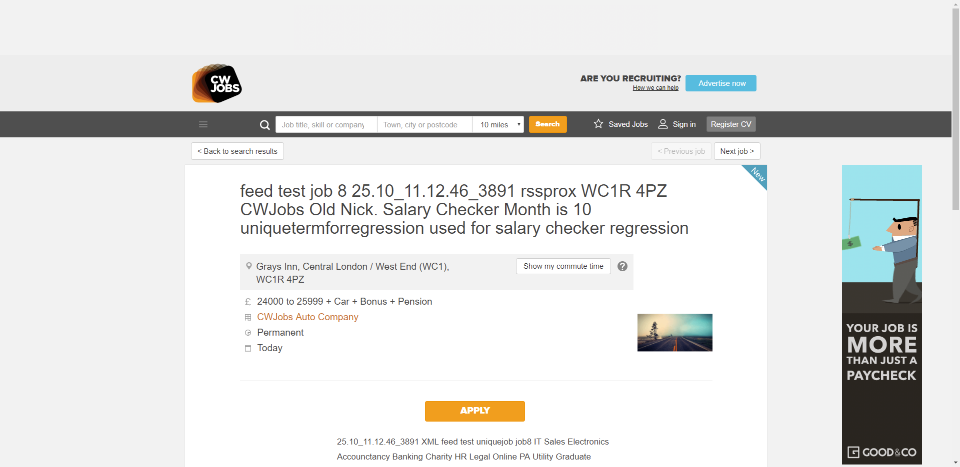 CW
JOBS
ARE YOU RECRUITING?
How we can help
Advertise now
Job title, skill or company
Town, city or postcode
10 miles
Search
Saved Jobs
Sign in
Register CV
< Back to search results
< Previous job
Next job >
New
feed test job 8 25.10_11.12.46_3891 rssprox WC1R 4PZ
CWJobs Old Nick. Salary Checker Month is 10
uniquetermforregression used for salary checker regression
Grays Inn, Central London / West End (WC1),
WC1R 4PZ
Show my commute time
?
£ 24000 to 25999 + Car + Bonus + Pension
CWJobs Auto Company
Permanent
Today
APPLY
25.10_11.12.46_3891 XML feed test uniquejob job8 IT Sales Electronics
Accounctancy Banking Charity HR Legal Online PA Utility Graduate
$
YOUR JOB IS
MORE
THAN JUST A
PAYCHECK
GOOD&CO